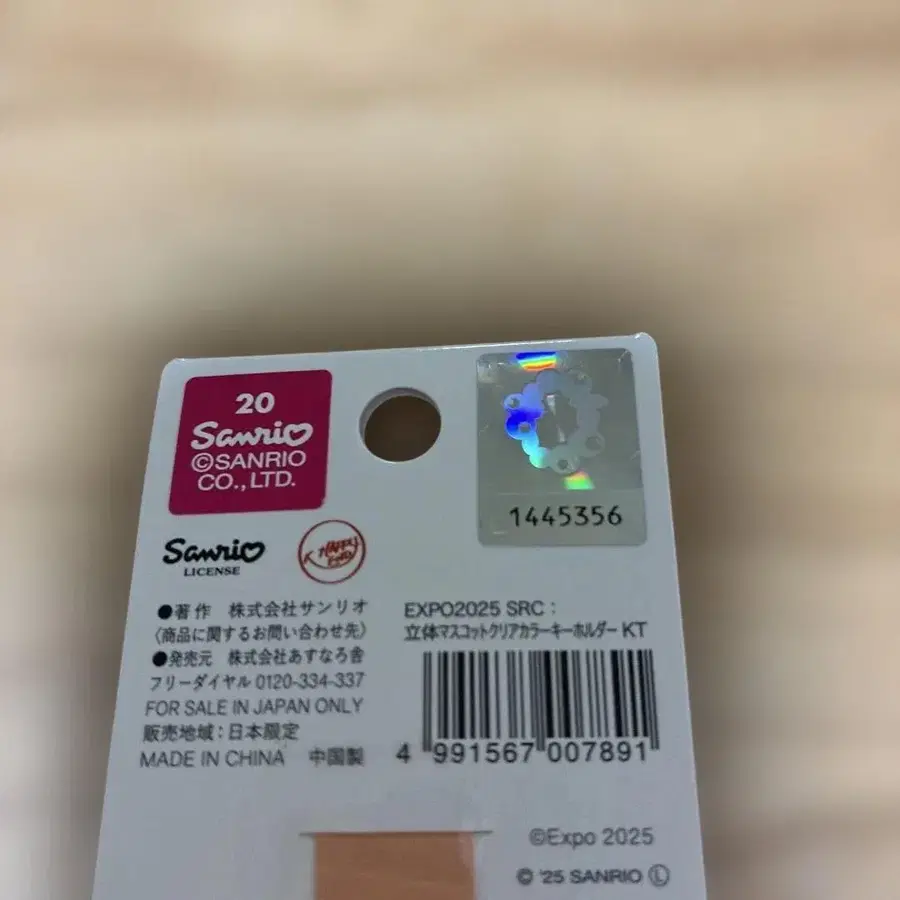 20
Sanrio
©SANRIO
CO., LTD.
1445356
Sanrio
LICENSE
HAPPY
●著作 株式会社サンリオ
〈商品に関するお問い合わせ先〉
●発売元 株式会社あすなろ舎
フリーダイヤル 0120-334-337
FOR SALE IN JAPAN ONLY
販売地域：日本限定
MADE IN CHINA 中国製
EXPO2025 SRC：
立体マスコットクリアカラーキーホルダー KT
4 991567 007891
©Expo 2025
© '25 SANRIO Ⓛ